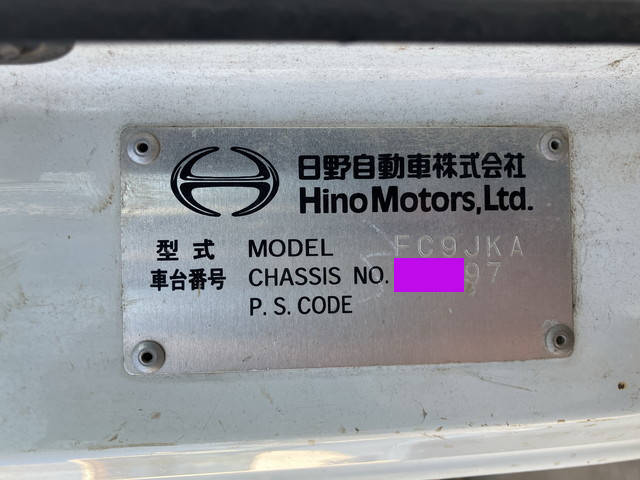 日野自動車株式会社
Hino Motors, Ltd.
型式 MODEL FC9JKA
車台番号 CHASSIS NO. 97
P.S.CODE